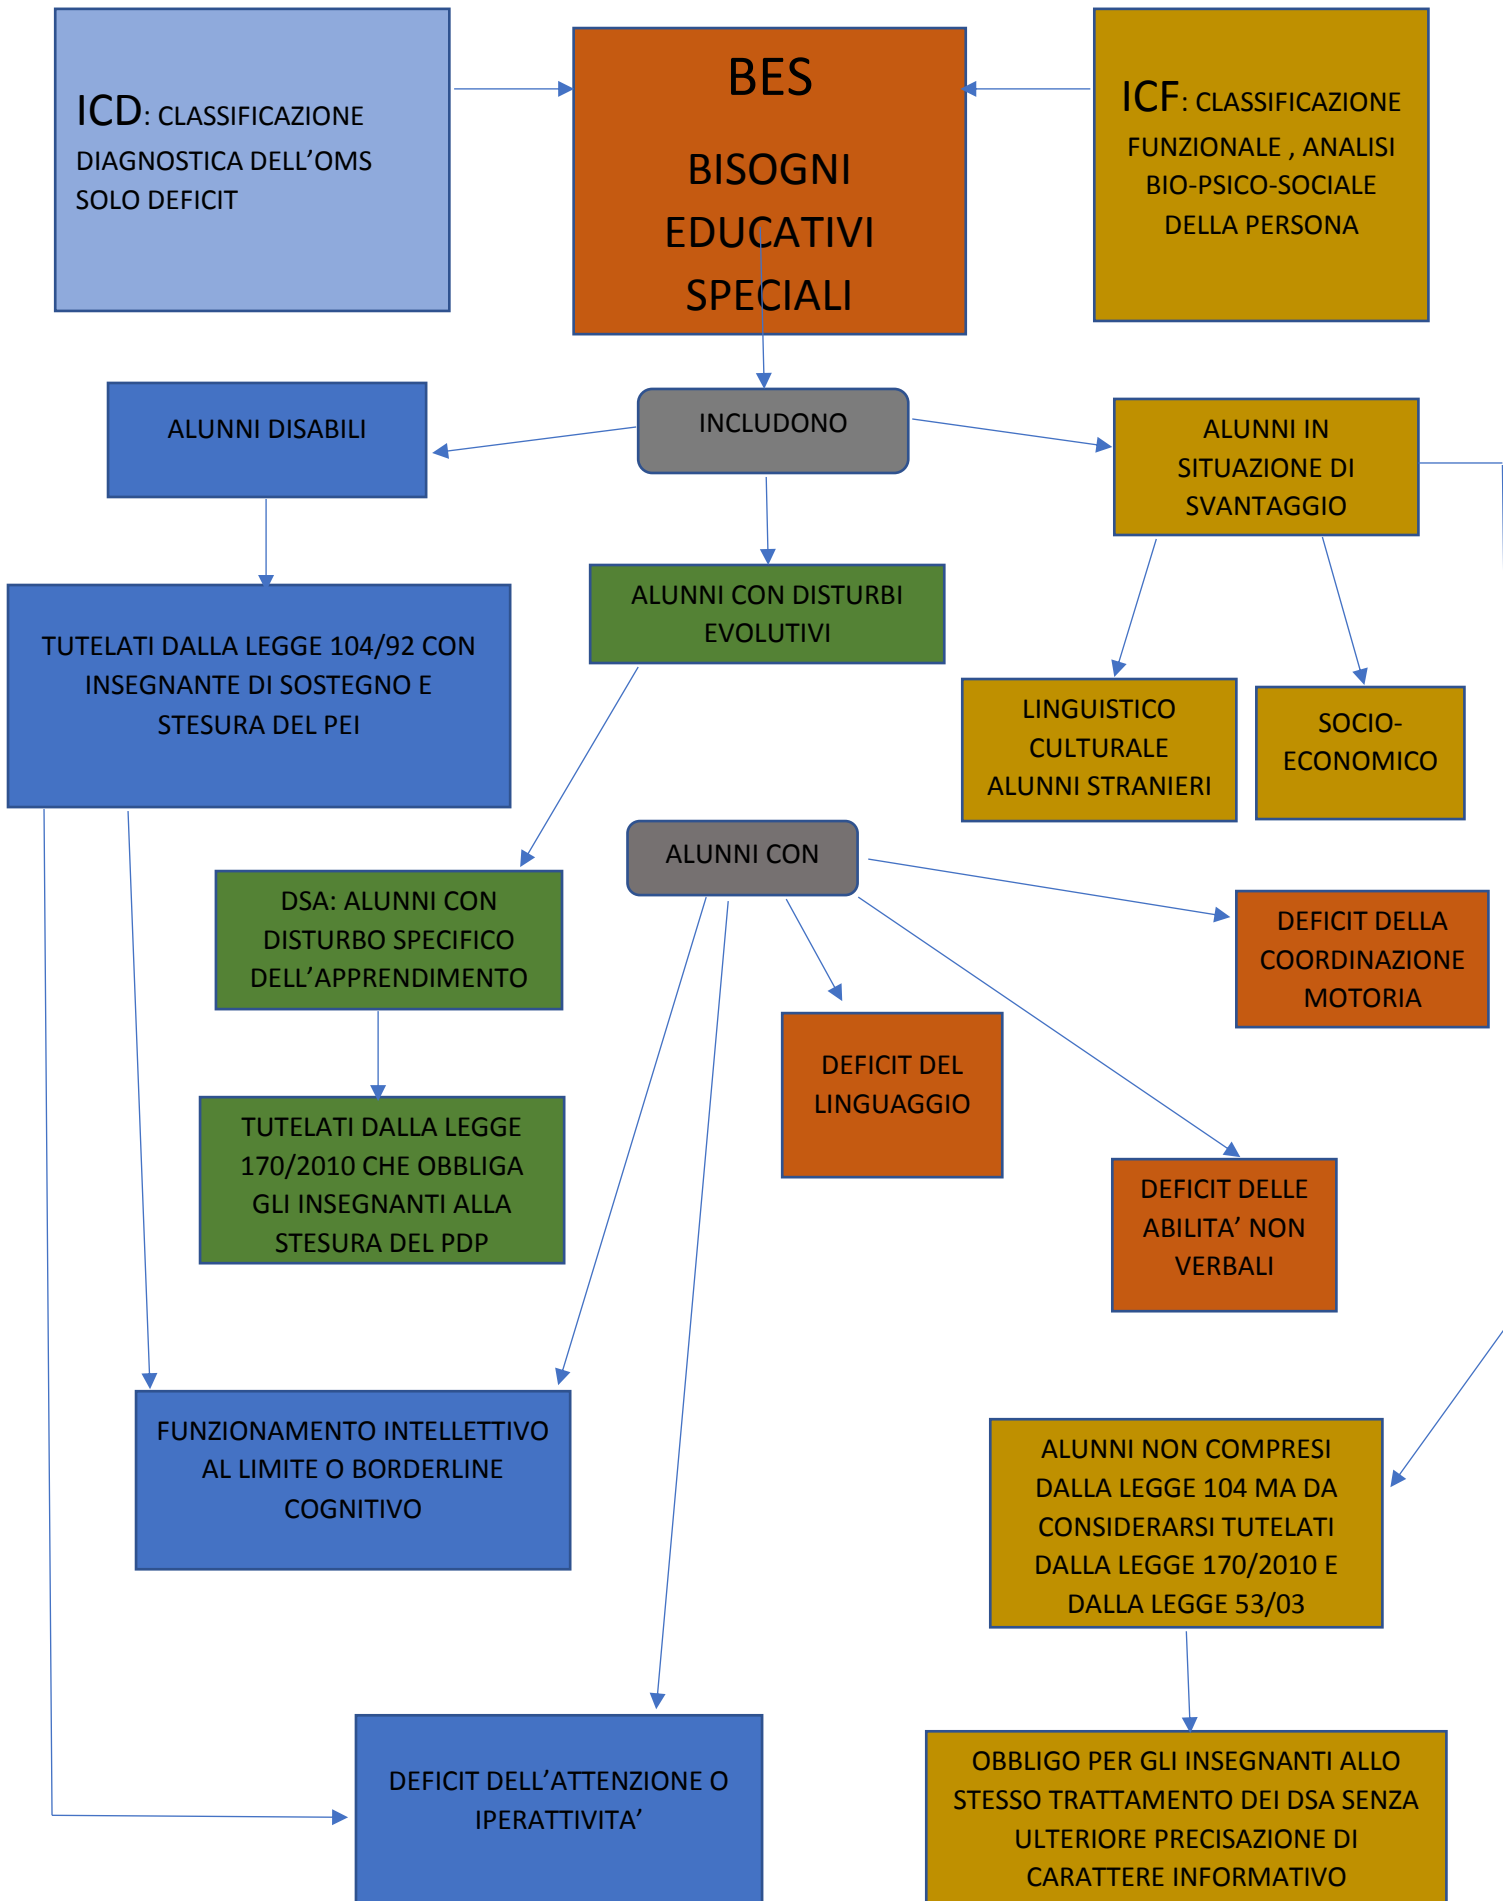 ICD: CLASSIFICAZIONE
DIAGNOSTICA DELL’OMS
SOLO DEFICIT
BES
BISOGNI
EDUCATIVI
SPECIALI
ICF: CLASSIFICAZIONE
FUNZIONALE , ANALISI
BIO-PSICO-SOCIALE
DELLA PERSONA
ALUNNI DISABILI
INCLUDONO
ALUNNI IN
SITUAZIONE DI
SVANTAGGIO
TUTELATI DALLA LEGGE 104/92 CON
INSEGNANTE DI SOSTEGNO E
STESURA DEL PEI
ALUNNI CON DISTURBI
EVOLUTIVI
LINGUISTICO
CULTURALE
ALUNNI STRANIERI
SOCIO-
ECONOMICO
ALUNNI CON
DSA: ALUNNI CON
DISTURBO SPECIFICO
DELL’APPRENDIMENTO
DEFICIT DELLA
COORDINAZIONE
MOTORIA
DEFICIT DEL
LINGUAGGIO
TUTELATI DALLA LEGGE
170/2010 CHE OBBLIGA
GLI INSEGNANTI ALLA
STESURA DEL PDP
DEFICIT DELLE
ABILITA’ NON
VERBALI
FUNZIONAMENTO INTELLETTIVO
AL LIMITE O BORDERLINE
COGNITIVO
ALUNNI NON COMPRESI
DALLA LEGGE 104 MA DA
CONSIDERARSI TUTELATI
DALLA LEGGE 170/2010 E
DALLA LEGGE 53/03
DEFICIT DELL’ATTENZIONE O
IPERATTIVITA’
OBBLIGO PER GLI INSEGNANTI ALLO
STESSO TRATTAMENTO DEI DSA SENZA
ULTERIORE PRECISAZIONE DI
CARATTERE INFORMATIVO